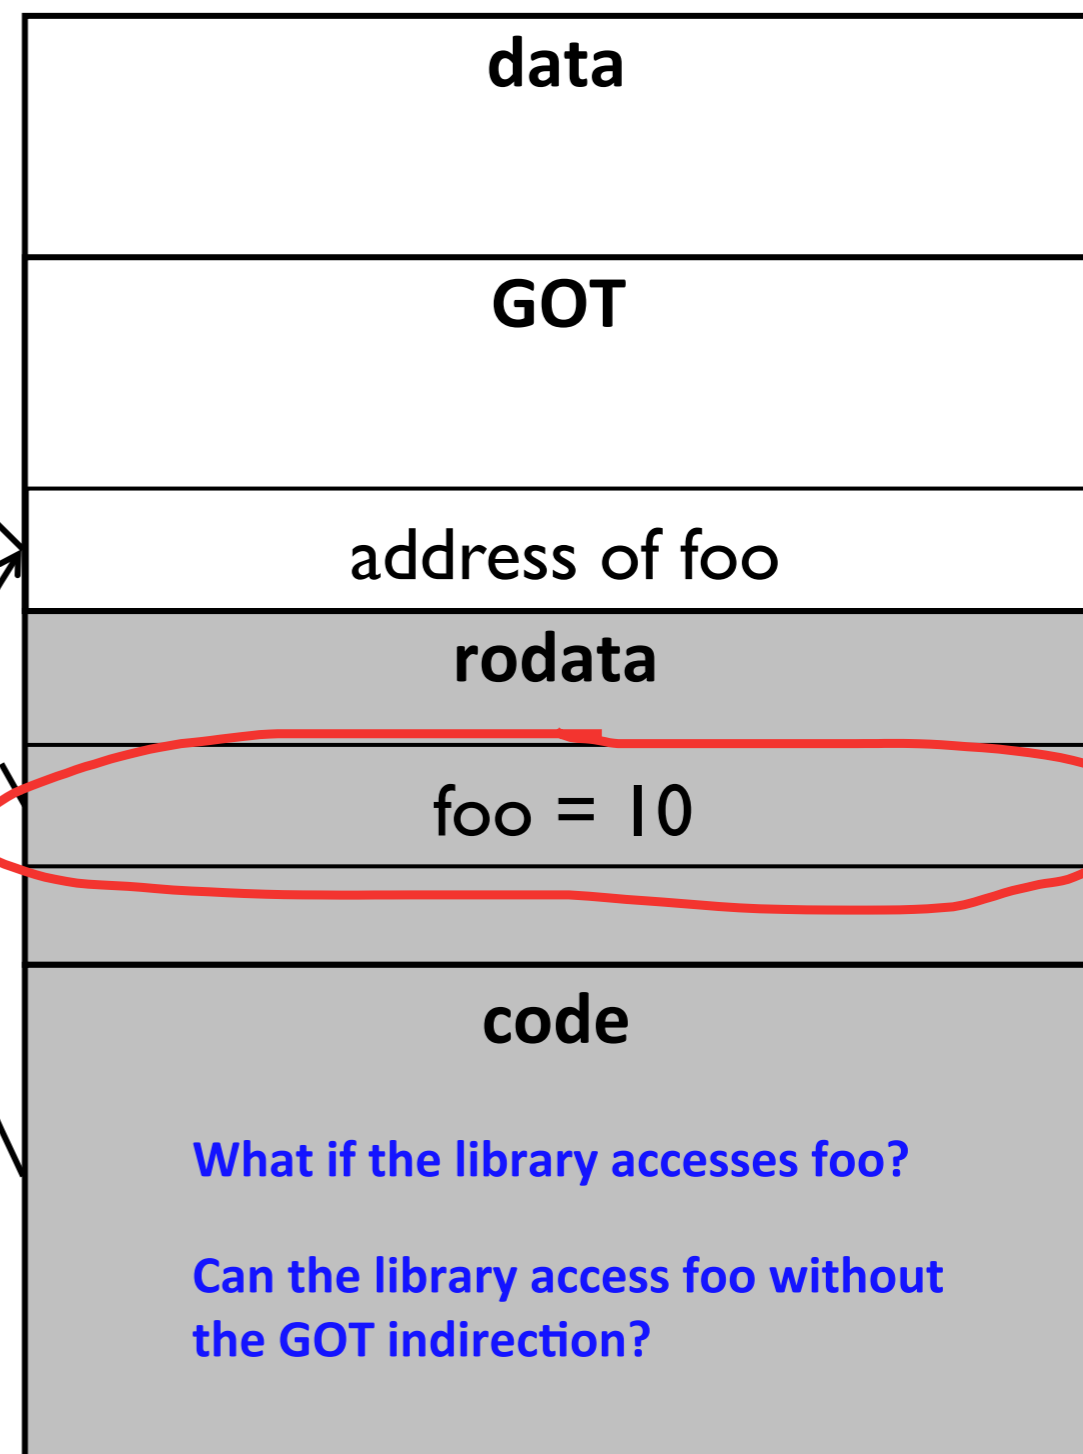 data
GOT
address of foo
rodata
foo = 10
code
What if the library accesses foo?
Can the library access foo without
the GOT indirection?